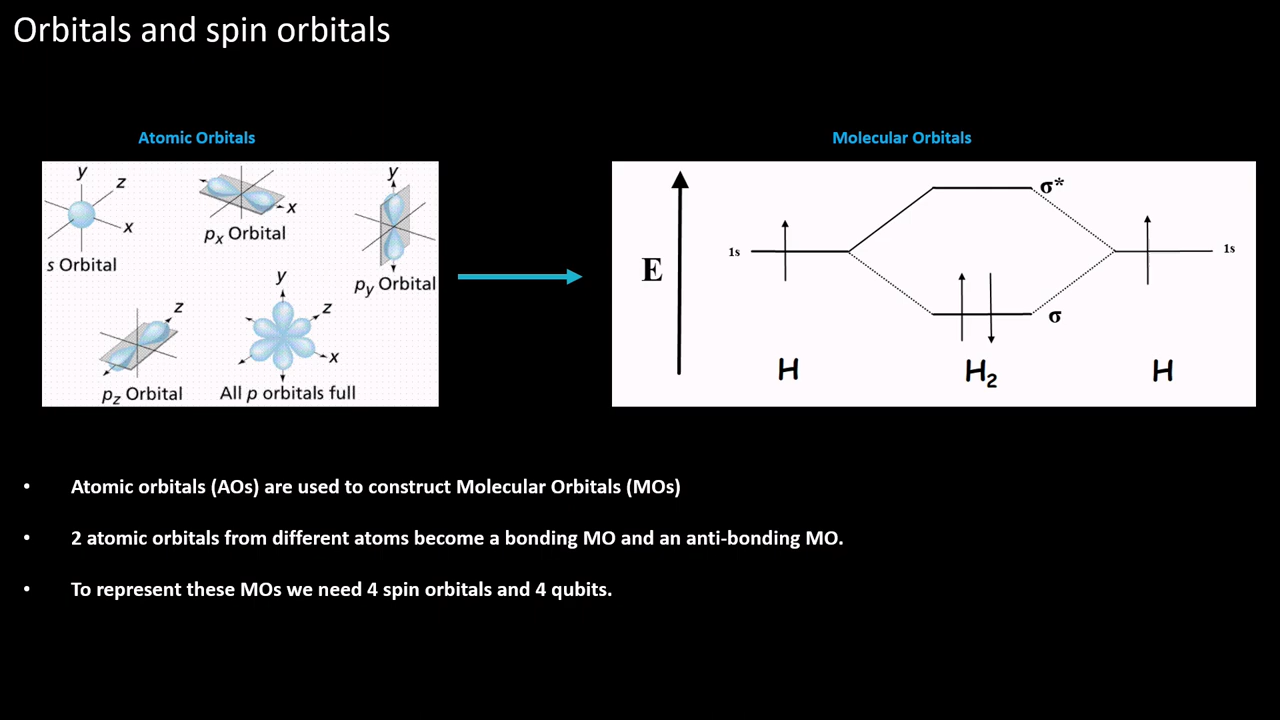 Orbitals and spin orbitals
Atomic Orbitals
y
z
x
s Orbital
x
px Orbital
y
py Orbital
z
pz Orbital
y
z
x
All p orbitals full
Molecular Orbitals
E
1s
σ*
1s
σ
H
H₂
H
• Atomic orbitals (AOs) are used to construct Molecular Orbitals (MOs)
• 2 atomic orbitals from different atoms become a bonding MO and an anti-bonding MO.
• To represent these MOs we need 4 spin orbitals and 4 qubits.